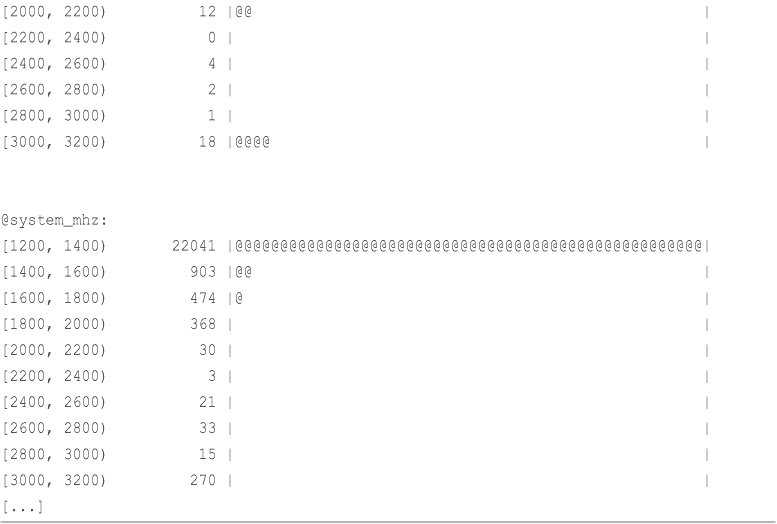 [2000, 2200)          12 |@@                                                  |
[2200, 2400)           0 |                                                    |
[2400, 2600)           4 |                                                    |
[2600, 2800)           2 |                                                    |
[2800, 3000)           1 |                                                    |
[3000, 3200)          18 |@@@@                                                |

@system_mhz:
[1200, 1400)       22041 |@@@@@@@@@@@@@@@@@@@@@@@@@@@@@@@@@@@@@@@@@@@@@@@@@@@@|
[1400, 1600)         903 |@@                                                  |
[1600, 1800)         474 |@                                                   |
[1800, 2000)         368 |                                                    |
[2000, 2200)          30 |                                                    |
[2200, 2400)           3 |                                                    |
[2400, 2600)          21 |                                                    |
[2600, 2800)          33 |                                                    |
[2800, 3000)          15 |                                                    |
[3000, 3200)         270 |                                                    |
[...]